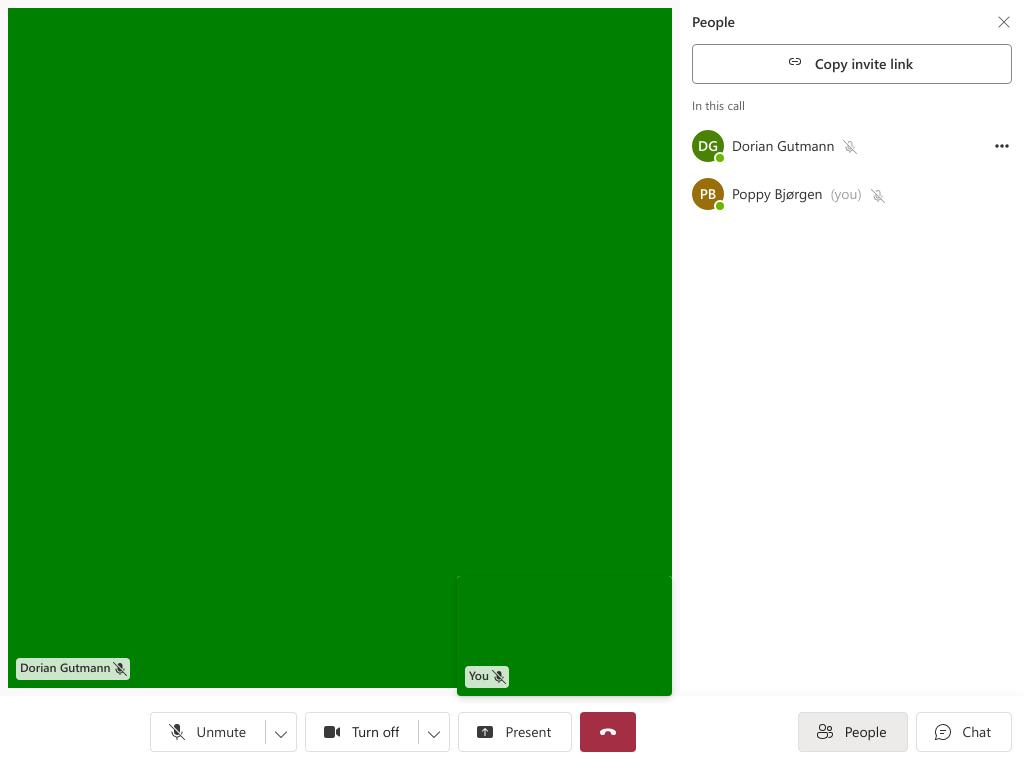 People
Copy invite link
In this call
DG Dorian Gutmann
PB Poppy Bjørgen (you)
Dorian Gutmann
You
Unmute
Turn off
Present
People
Chat